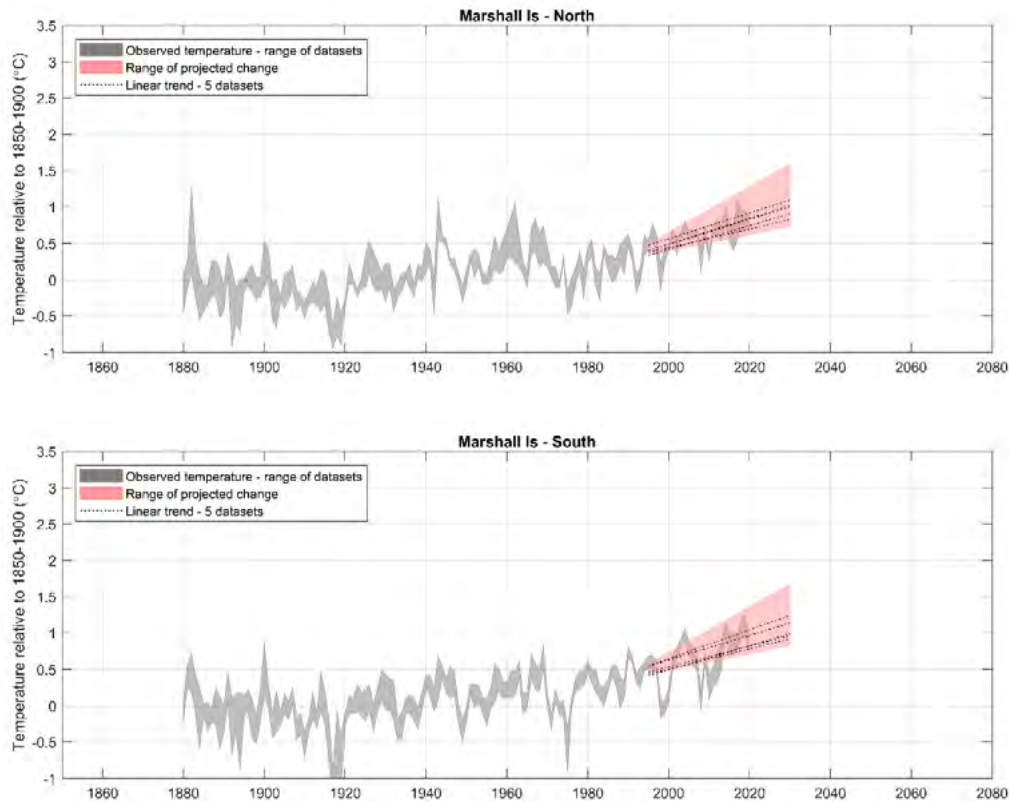 Marshall Is - North
Temperature relative to 1850-1900 (°C)
3.5
3
2.5
2
1.5
1
0.5
0
-0.5
-1
Observed temperature - range of datasets
Range of projected change
Linear trend - 5 datasets
1860 1880 1900 1920 1940 1960 1980 2000 2020 2040 2060 2080
Marshall Is - South
Temperature relative to 1850-1900 (°C)
3.5
3
2.5
2
1.5
1
0.5
0
-0.5
-1
Observed temperature - range of datasets
Range of projected change
Linear trend - 5 datasets
1860 1880 1900 1920 1940 1960 1980 2000 2020 2040 2060 2080